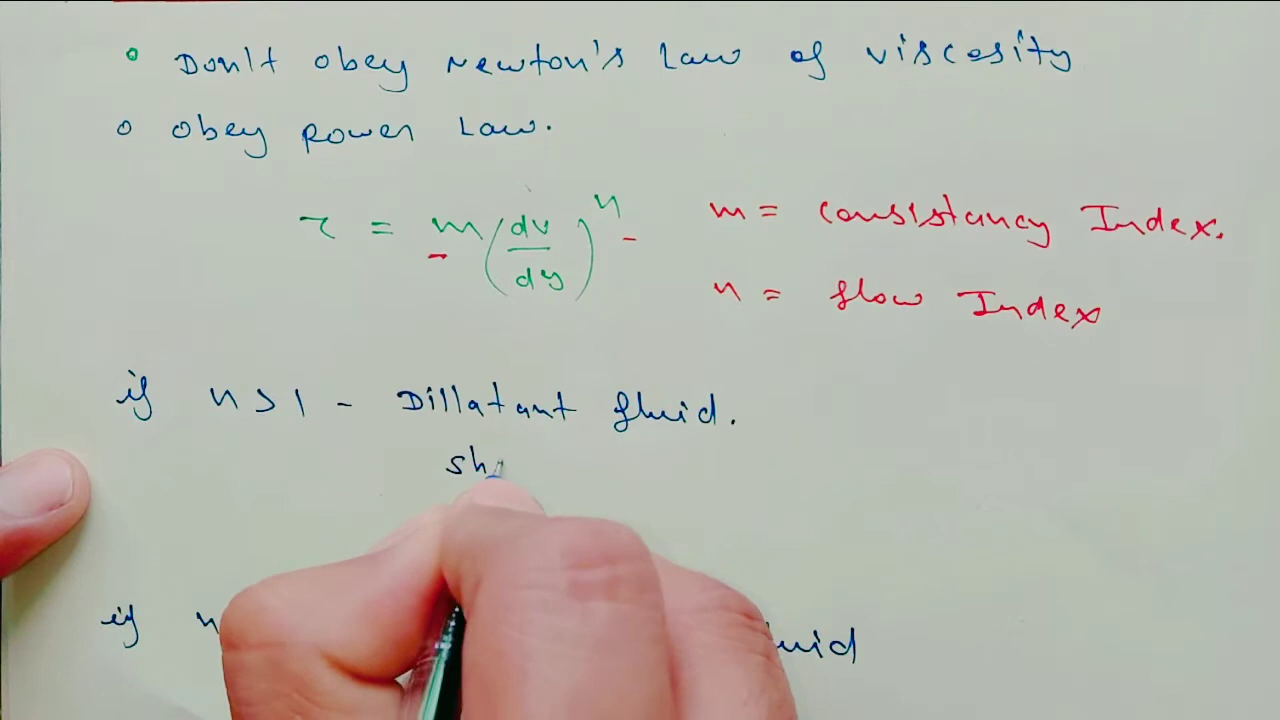 Don't obey Newton's Law of viscosity
obey Power Law.
τ = m (dv/dy)^n
m = Consistancy Index.
n = flow Index
if n > 1 - Dillatant fluid.
sh
if n